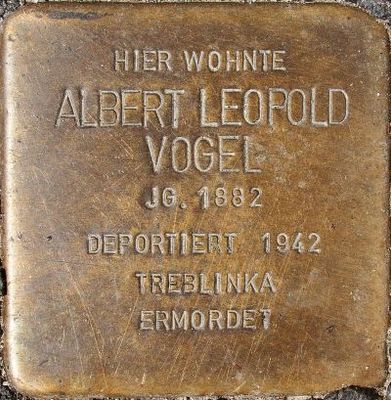 HIER WOHNTE
ALBERT LEOPOLD
VOGEL
JG. 1882
DEPORTIERT 1942
TREBLINKA
ERMORDET